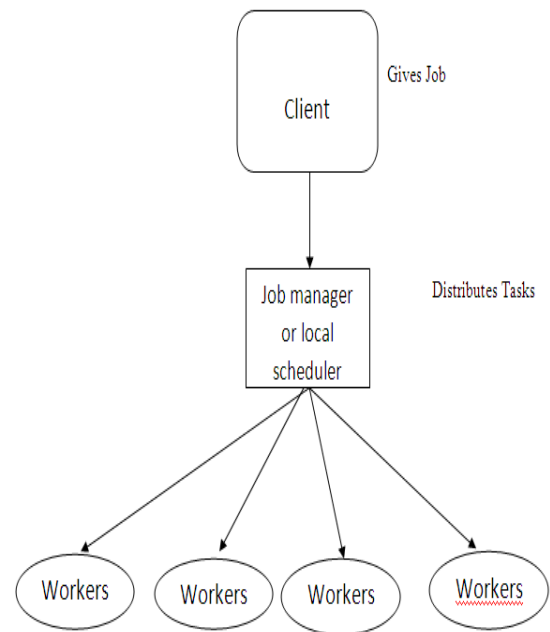 Gives Job
Client
Job manager
or local
scheduler
Distributes Tasks
Workers
Workers
Workers
Workers